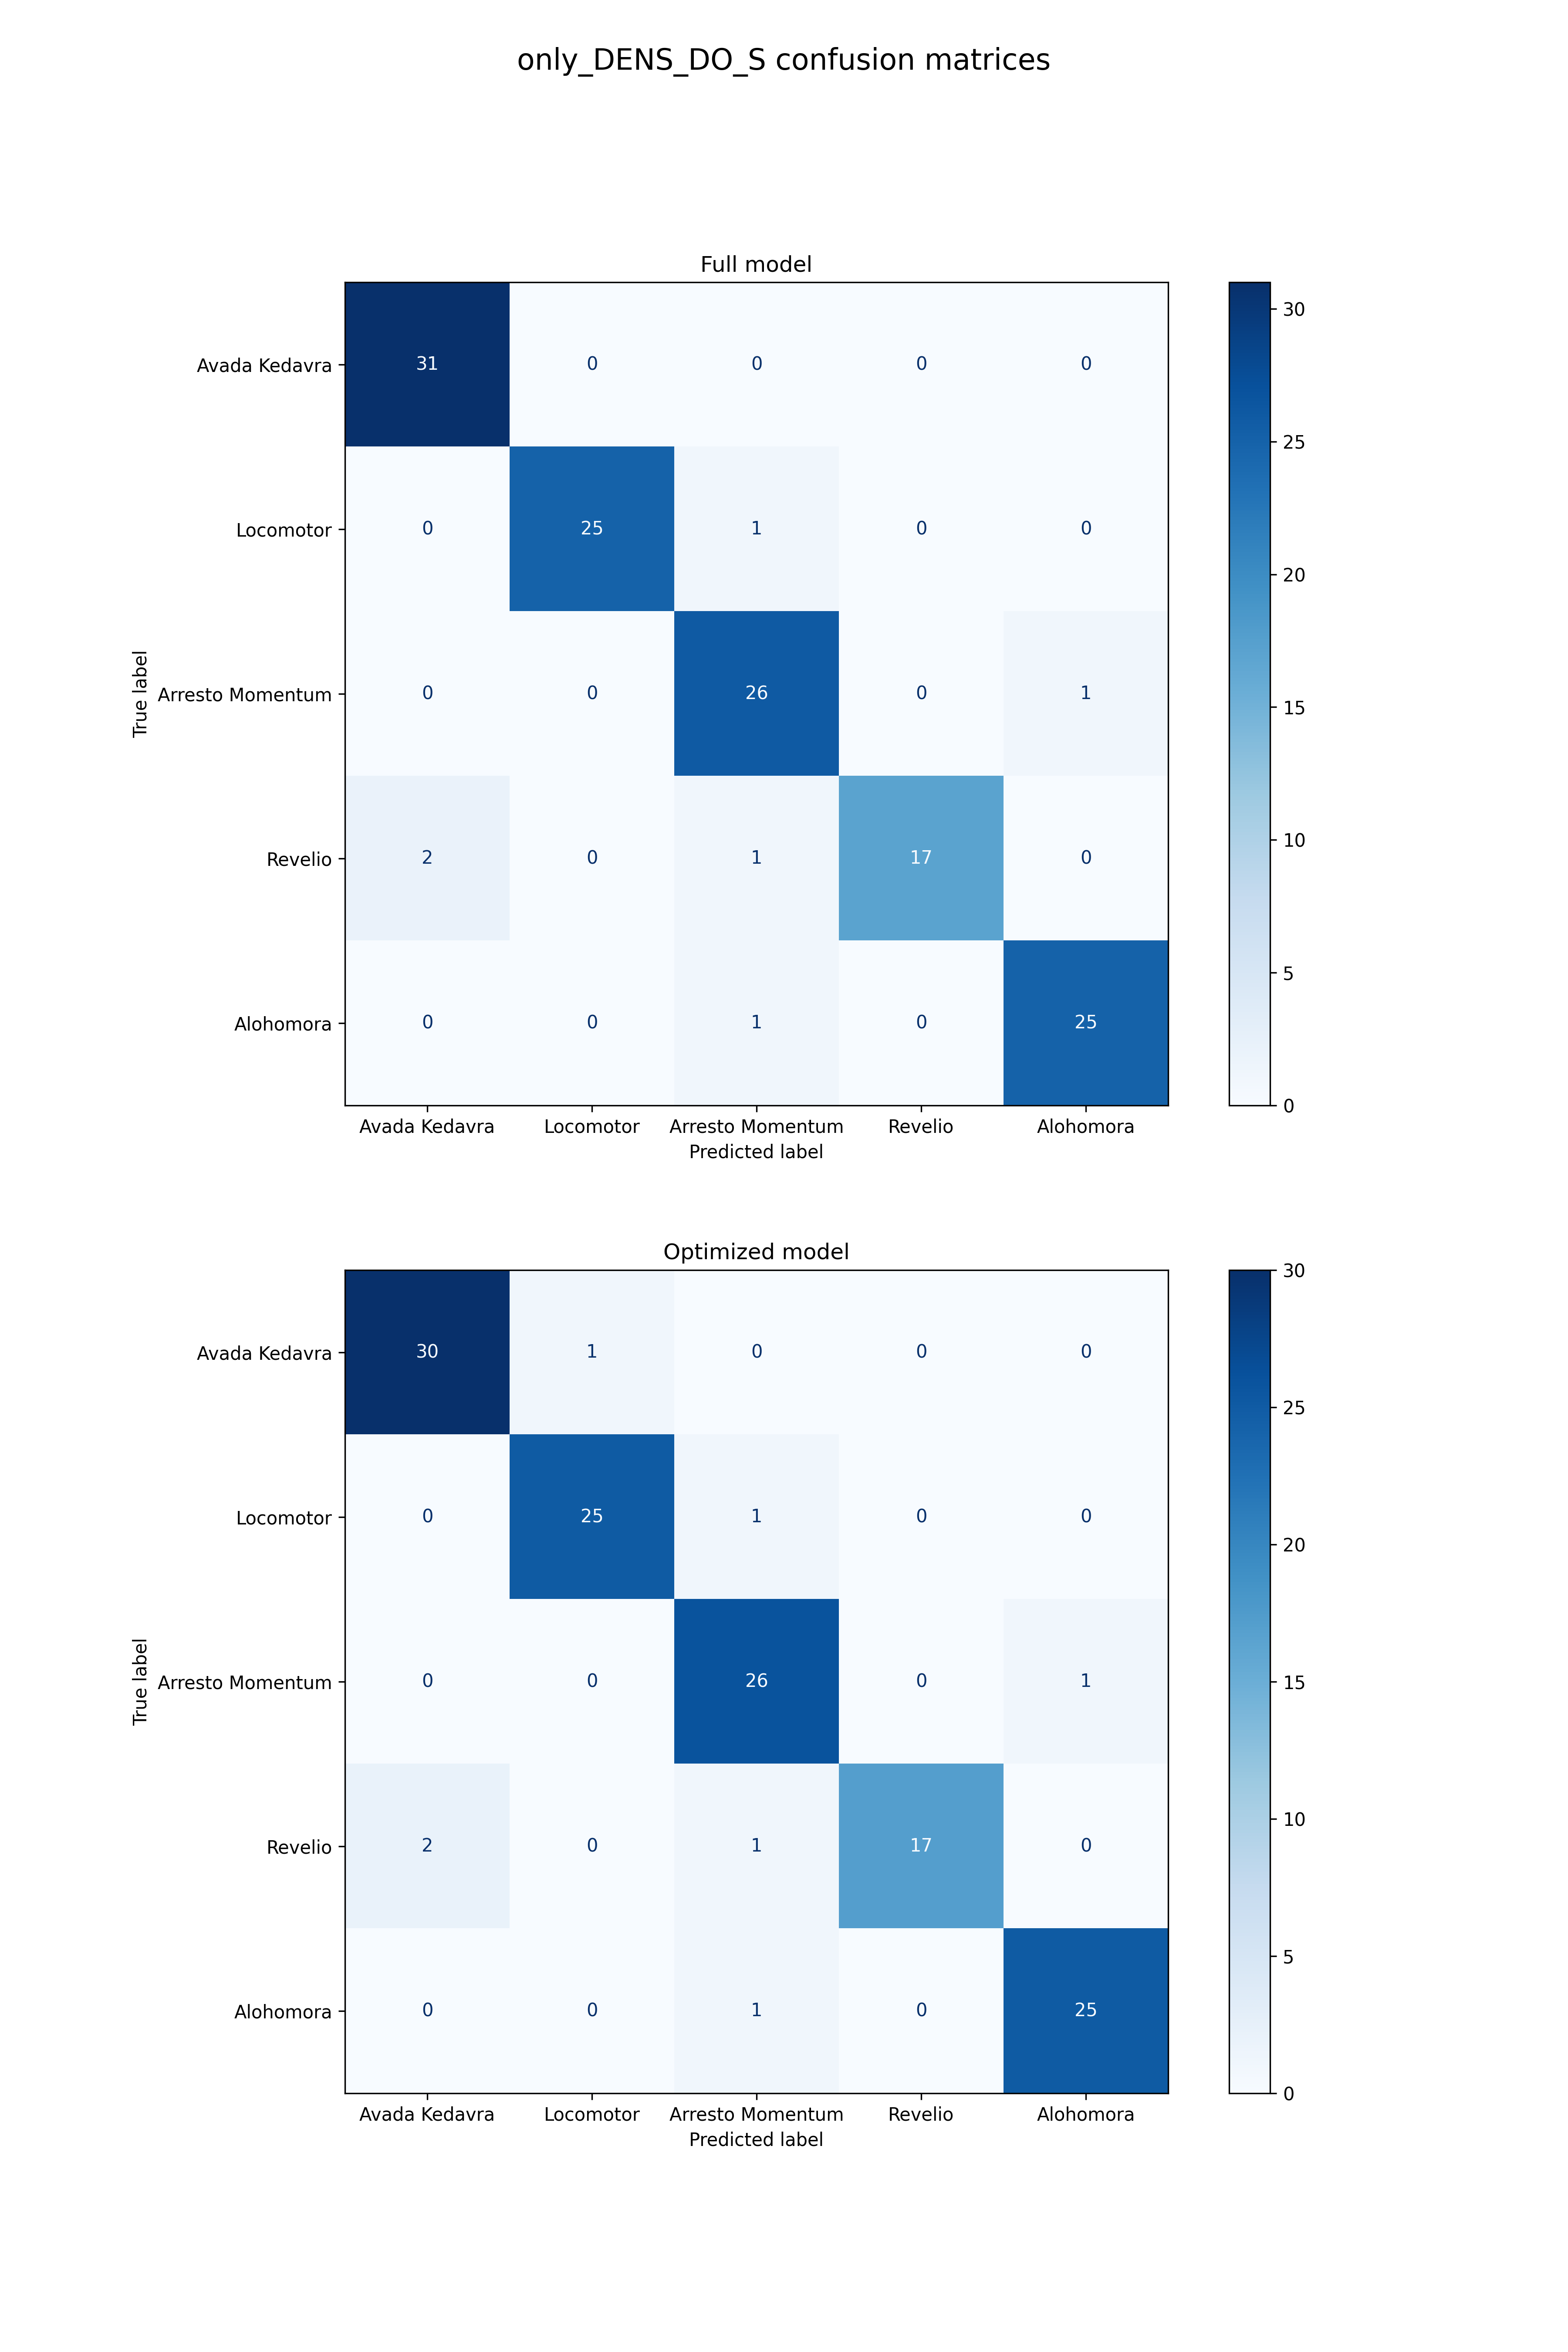 only_DENS_DO_S confusion matrices
Full model
True label
Avada Kedavra 31 0 0 0 0
Locomotor 0 25 1 0 0
Arresto Momentum 0 0 26 0 1
Revelio 2 0 1 17 0
Alohomora 0 0 1 0 25
Avada Kedavra Locomotor Arresto Momentum Revelio Alohomora
Predicted label
30
25
20
15
10
5
0
Optimized model
True label
Avada Kedavra 30 1 0 0 0
Locomotor 0 25 1 0 0
Arresto Momentum 0 0 26 0 1
Revelio 2 0 1 17 0
Alohomora 0 0 1 0 25
Avada Kedavra Locomotor Arresto Momentum Revelio Alohomora
Predicted label
30
25
20
15
10
5
0